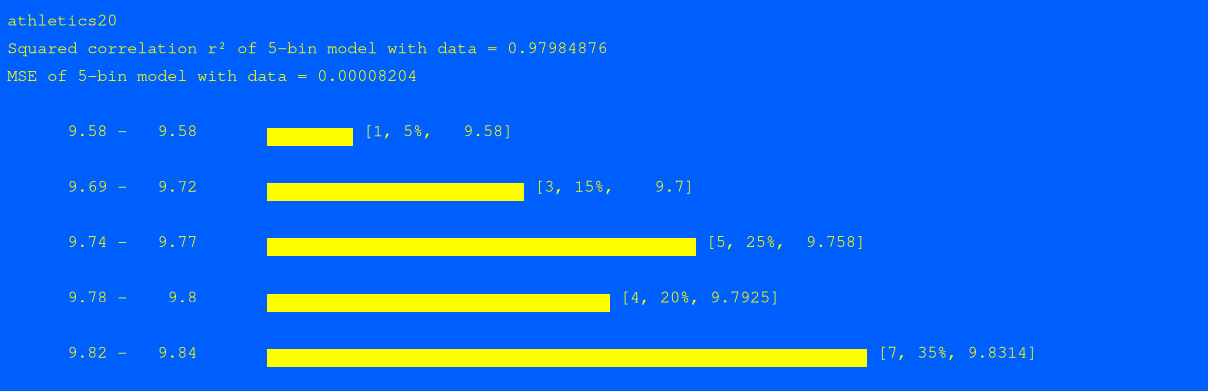 athletics20
Squared correlation r² of 5-bin model with data = 0.97984876
MSE of 5-bin model with data = 0.00008204
9.58 - 9.58 [1, 5%, 9.58]
9.69 - 9.72 [3, 15%, 9.7]
9.74 - 9.77 [5, 25%, 9.758]
9.78 - 9.8 [4, 20%, 9.7925]
9.82 - 9.84 [7, 35%, 9.8314]